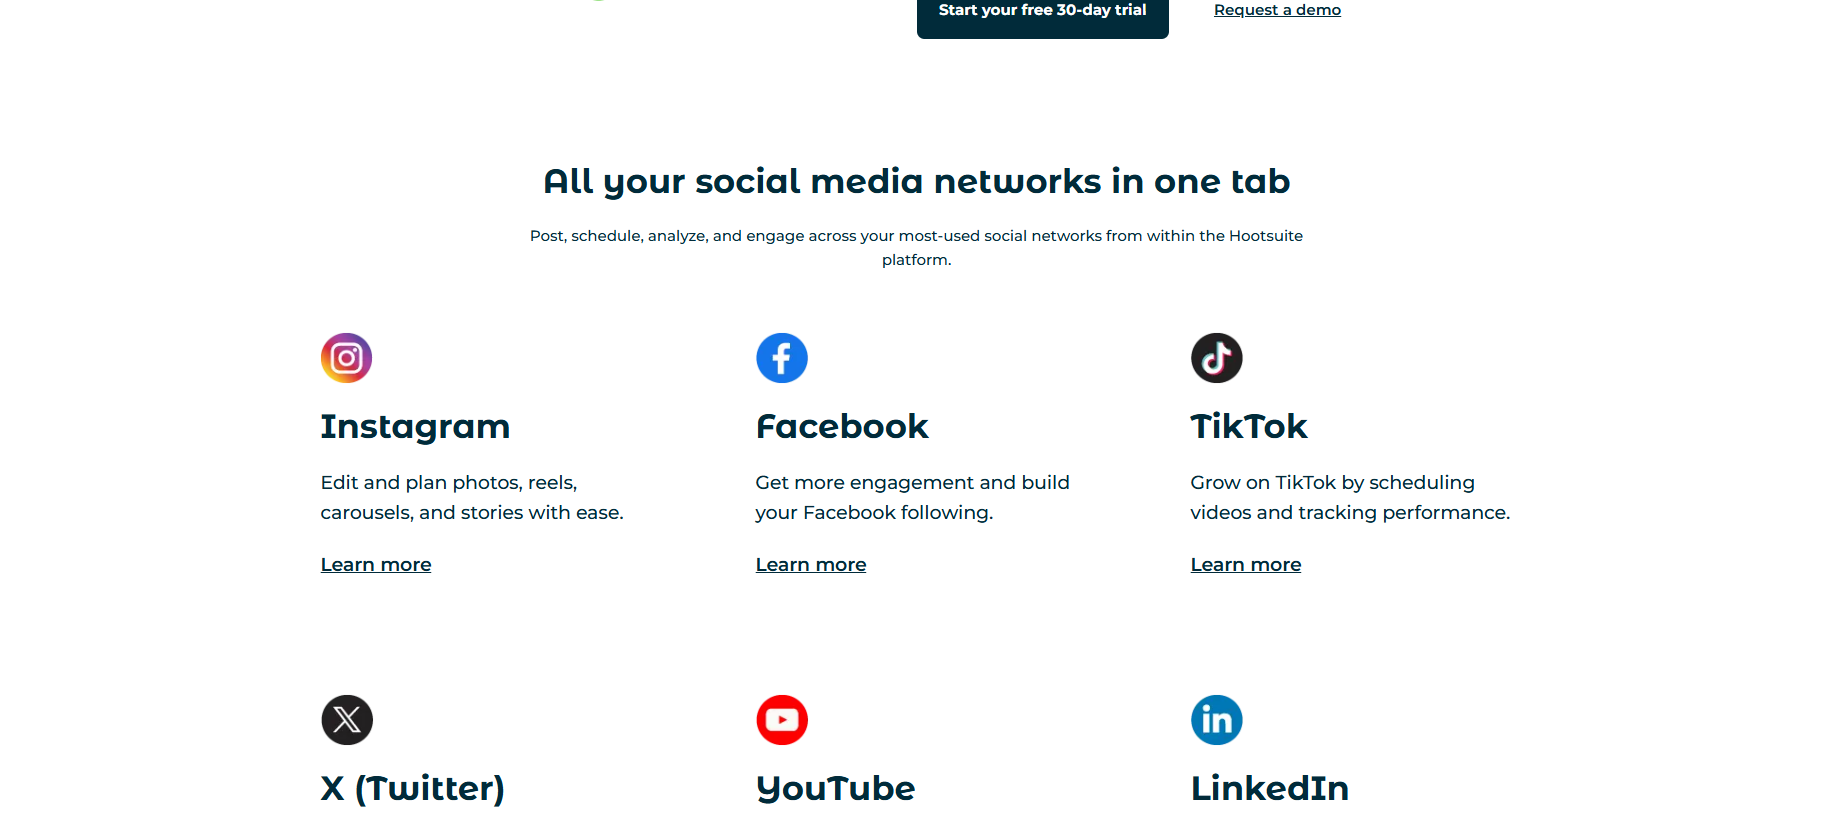 Start your free 30-day trial
Request a demo
All your social media networks in one tab
Post, schedule, analyze, and engage across your most-used social networks from within the Hootsuite
platform.
Instagram
Edit and plan photos, reels,
carousels, and stories with ease.
Learn more
Facebook
Get more engagement and build
your Facebook following.
Learn more
TikTok
Grow on TikTok by scheduling
videos and tracking performance.
Learn more
X (Twitter)
YouTube
LinkedIn